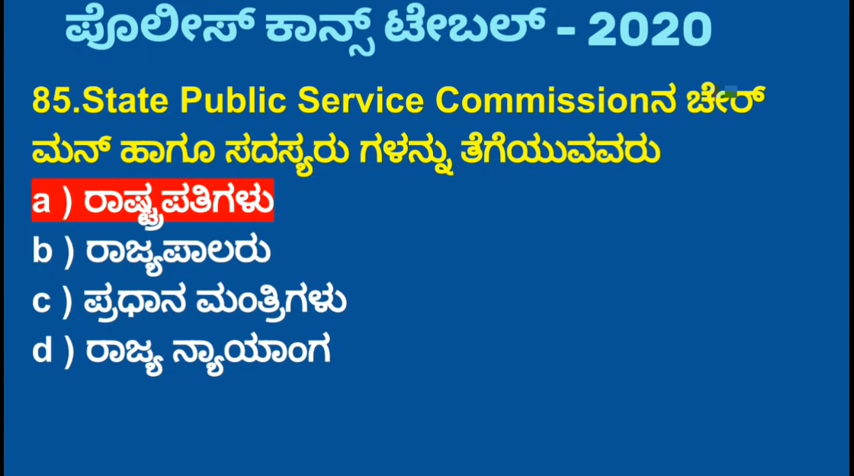 ಪೊಲೀಸ್ ಕಾನ್ಸ್ ಟೇಬಲ್ - 2020
85.State Public Service Commissionನ ಚೇರ್
ಮನ್ ಹಾಗೂ ಸದಸ್ಯರು ಗಳನ್ನು ತೆಗೆಯುವವರು
a ) ರಾಷ್ಟ್ರಪತಿಗಳು
b ) ರಾಜ್ಯಪಾಲರು
c ) ಪ್ರಧಾನ ಮಂತ್ರಿಗಳು
d ) ರಾಜ್ಯ ನ್ಯಾಯಾಂಗ